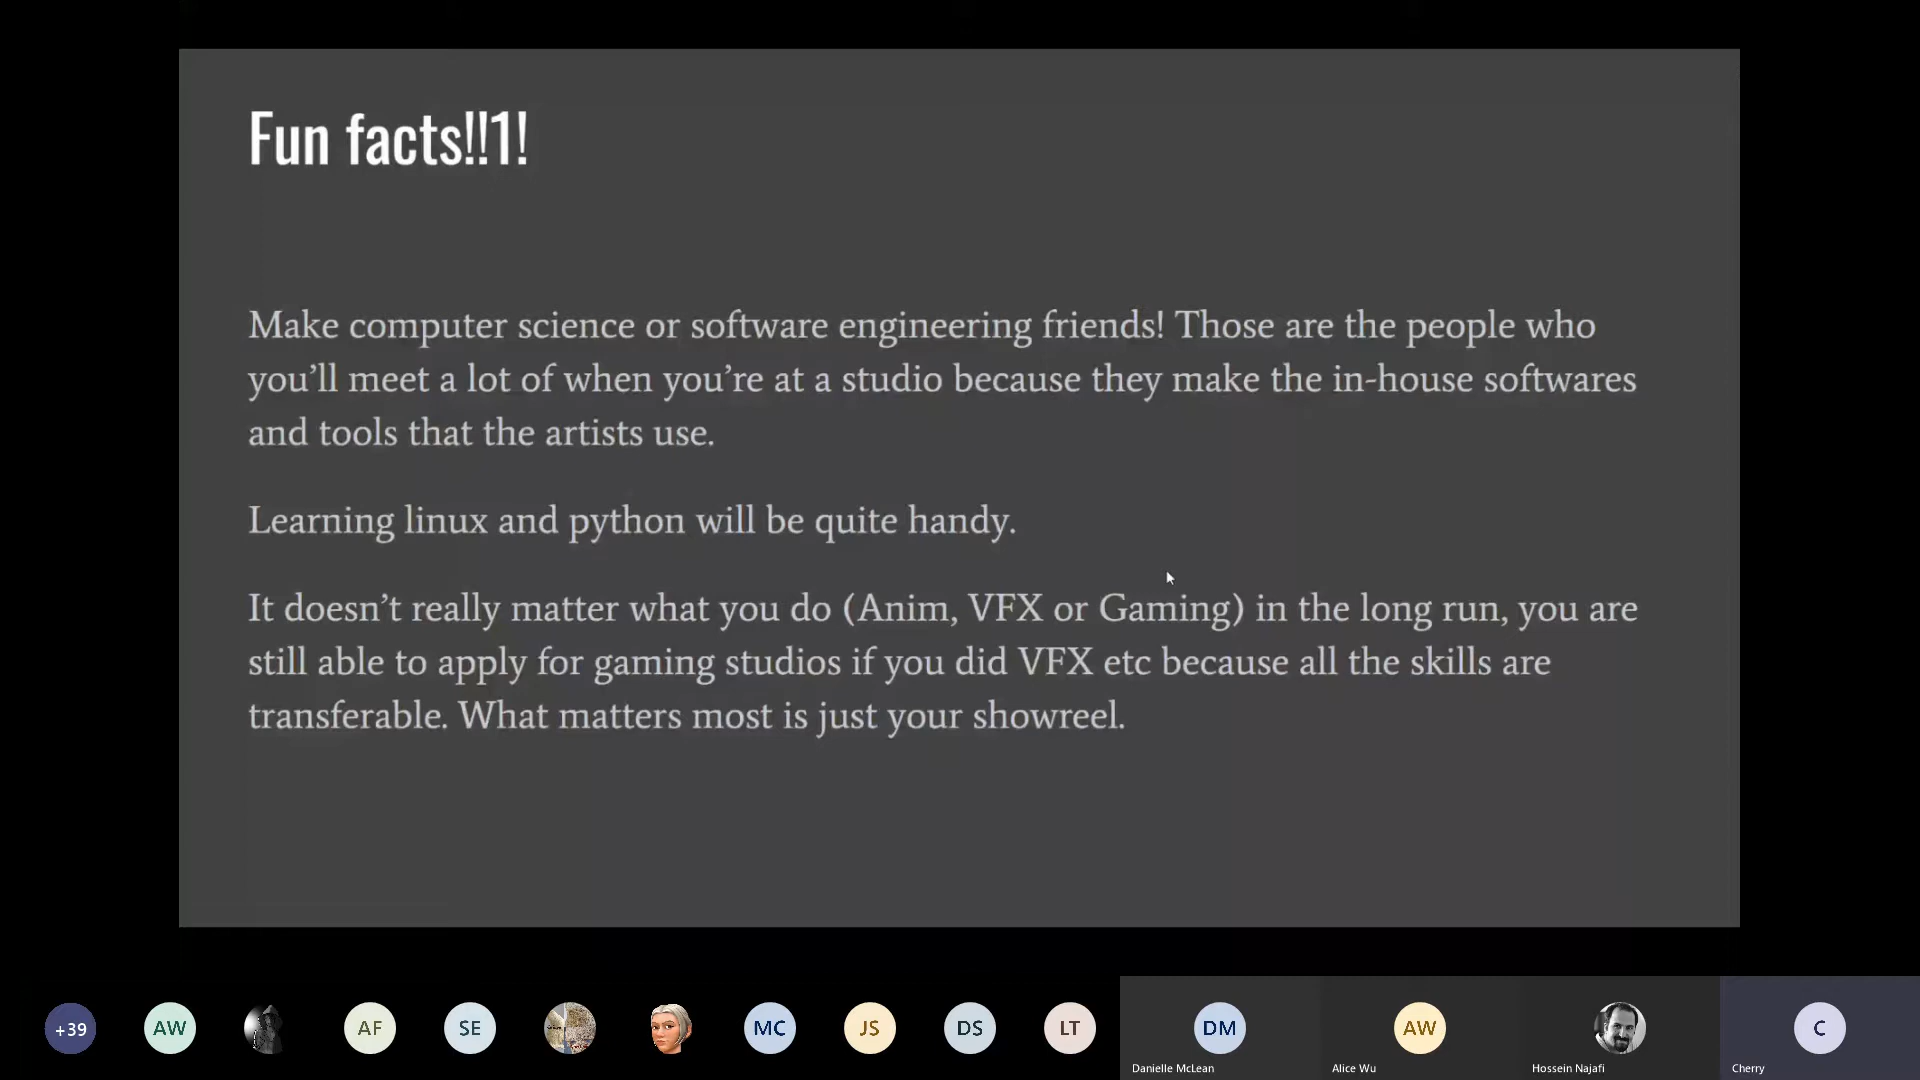 Fun facts!!1!
Make computer science or software engineering friends! Those are the people who
you’ll meet a lot of when you’re at a studio because they make the in-house softwares
and tools that the artists use.
Learning linux and python will be quite handy.
It doesn’t really matter what you do (Anim, VFX or Gaming) in the long run, you are
still able to apply for gaming studios if you did VFX etc because all the skills are
transferable. What matters most is just your showreel.
+39
AW
AF
SE
MC
JS
DS
LT
DM
AW
C
Danielle McLean
Alice Wu
Hossein Najafi
Cherry